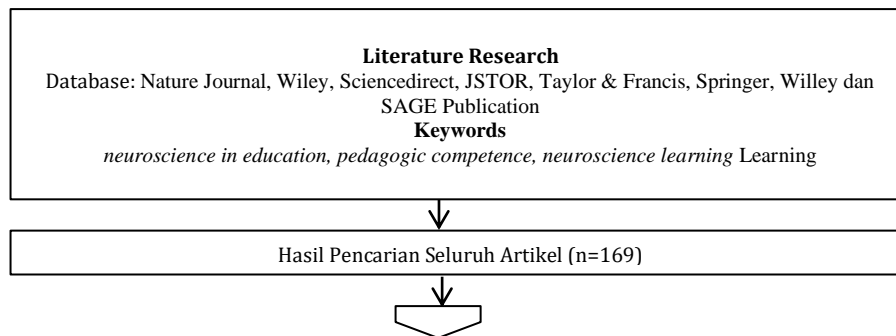 Literature Research
Database: Nature Journal, Wiley, Sciencedirect, JSTOR, Taylor & Francis, Springer, Willey dan
SAGE Publication
Keywords
neuroscience in education, pedagogic competence, neuroscience learning Learning
Hasil Pencarian Seluruh Artikel (n=169)